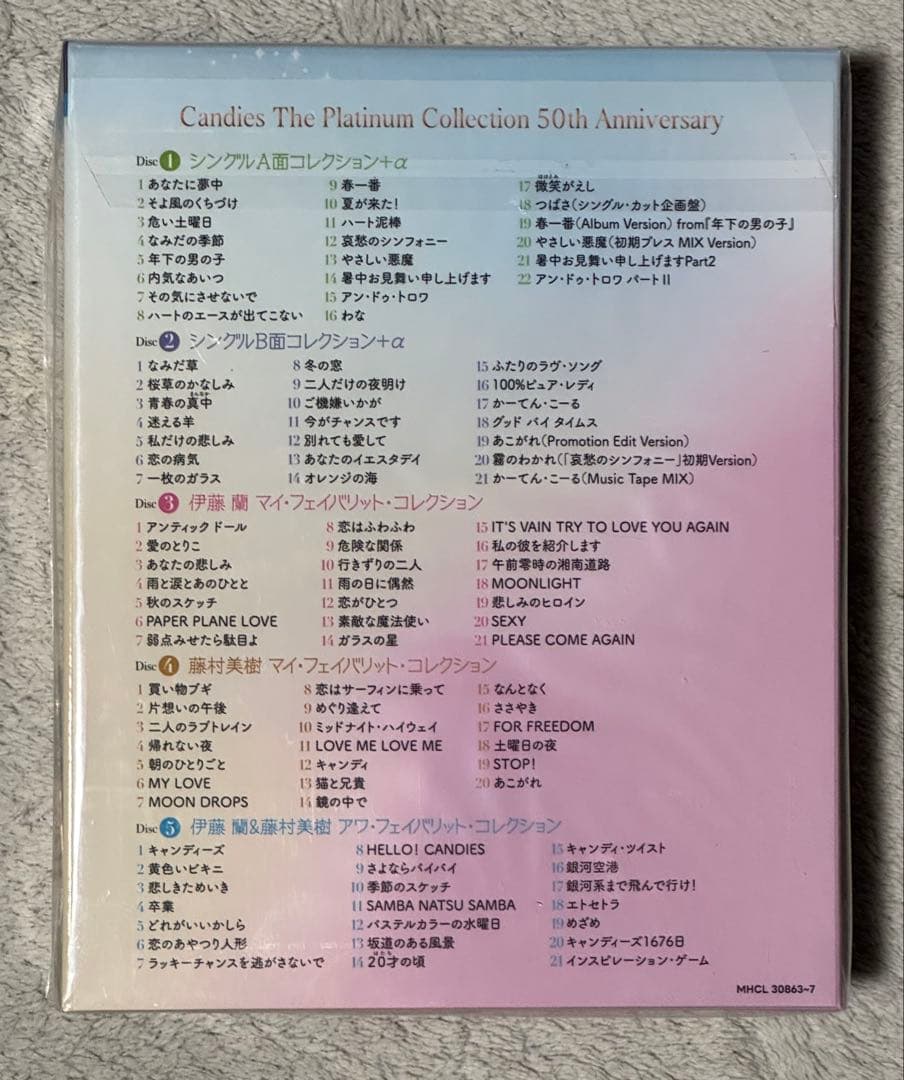 Candies The Platinum Collection 50th Anniversary
Disc 1 シングルA面コレクション+α
1 あなたに夢中
2 そよ風のくちづけ
3 危い土曜日
4 なみだの季節
5 年下の男の子
6 内気なあいつ
7 その気にさせないで
8 ハートのエースが出てこない
9 春一番
10 夏が来た!
11 ハート泥棒
12 哀愁のシンフォニー
13 やさしい悪魔
14 暑中お見舞い申し上げます
15 アン・ドゥ・トロワ
16 わな
ほほえみ
17 微笑がえし
18 つばさ(シングル・カット企画盤)
19 春一番(Album Version) from『年下の男の子』
20 やさしい悪魔(初期プレス MIX Version)
21 暑中お見舞い申し上げますPart2
22 アン・ドゥ・トロワ パートⅡ
Disc 2 シングルB面コレクション+α
1 なみだ草
2 桜草のかなしみ
まんなか
3 青春の真中
4 迷える羊
5 私だけの悲しみ
6 恋の病気
7 一枚のガラス
8 冬の窓
9 二人だけの夜明け
10 ご機嫌いかが
11 今がチャンスです
12 別れても愛して
13 あなたのイエスタデイ
14 オレンジの海
15 ふたりのラヴ・ソング
16 100%ピュア・レディ
17 かーてん・こーる
18 グッド バイ タイムス
19 あこがれ(Promotion Edit Version)
20 霧のわかれ(「哀愁のシンフォニー」初期Version)
21 かーてん・こーる(Music Tape MIX)
Disc 3 伊藤 蘭 マイ・フェイバリット・コレクション
1 アンティック ドール
2 愛のとりこ
3 あなたの悲しみ
4 雨と涙とあのひとと
5 秋のスケッチ
6 PAPER PLANE LOVE
7 弱点みせたら駄目よ
8 恋はふわふわ
9 危険な関係
10 行きずりの二人
11 雨の日に偶然
12 恋がひとつ
13 素敵な魔法使い
14 ガラスの星
15 IT'S VAIN TRY TO LOVE YOU AGAIN
16 私の彼を紹介します
17 午前零時の湘南道路
18 MOONLIGHT
19 悲しみのヒロイン
20 SEXY
21 PLEASE COME AGAIN
Disc 4 藤村美樹 マイ・フェイバリット・コレクション
1 買い物ブギ
2 片想いの午後
3 二人のラブトレイン
4 帰れない夜
5 朝のひとりごと
6 MY LOVE
7 MOON DROPS
8 恋はサーフィンに乗って
9 めぐり逢えて
10 ミッドナイト・ハイウェイ
11 LOVE ME LOVE ME
12 キャンディ
13 猫と兄貴
14 鏡の中で
15 なんとなく
16 ささやき
17 FOR FREEDOM
18 土曜日の夜
19 STOP!
20 あこがれ
Disc 5 伊藤 蘭&藤村美樹 アワ・フェイバリット・コレクション
1 キャンディーズ
2 黄色いビキニ
3 悲しきためいき
4 卒業
5 どれがいいかしら
6 恋のあやつり人形
7 ラッキーチャンスを逃がさないで
8 HELLO! CANDIES
9 さよならバイバイ
10 季節のスケッチ
11 SAMBA NATSU SAMBA
12 パステルカラーの水曜日
13 坂道のある風景
はたち
14 20才の頃
15 キャンディ・ツイスト
16 銀河空港
17 銀河系まで飛んで行け!
18 エトセトラ
19 めざめ
20 キャンディーズ1676日
21 インスピレーション・ゲーム
MHCL 30863~7